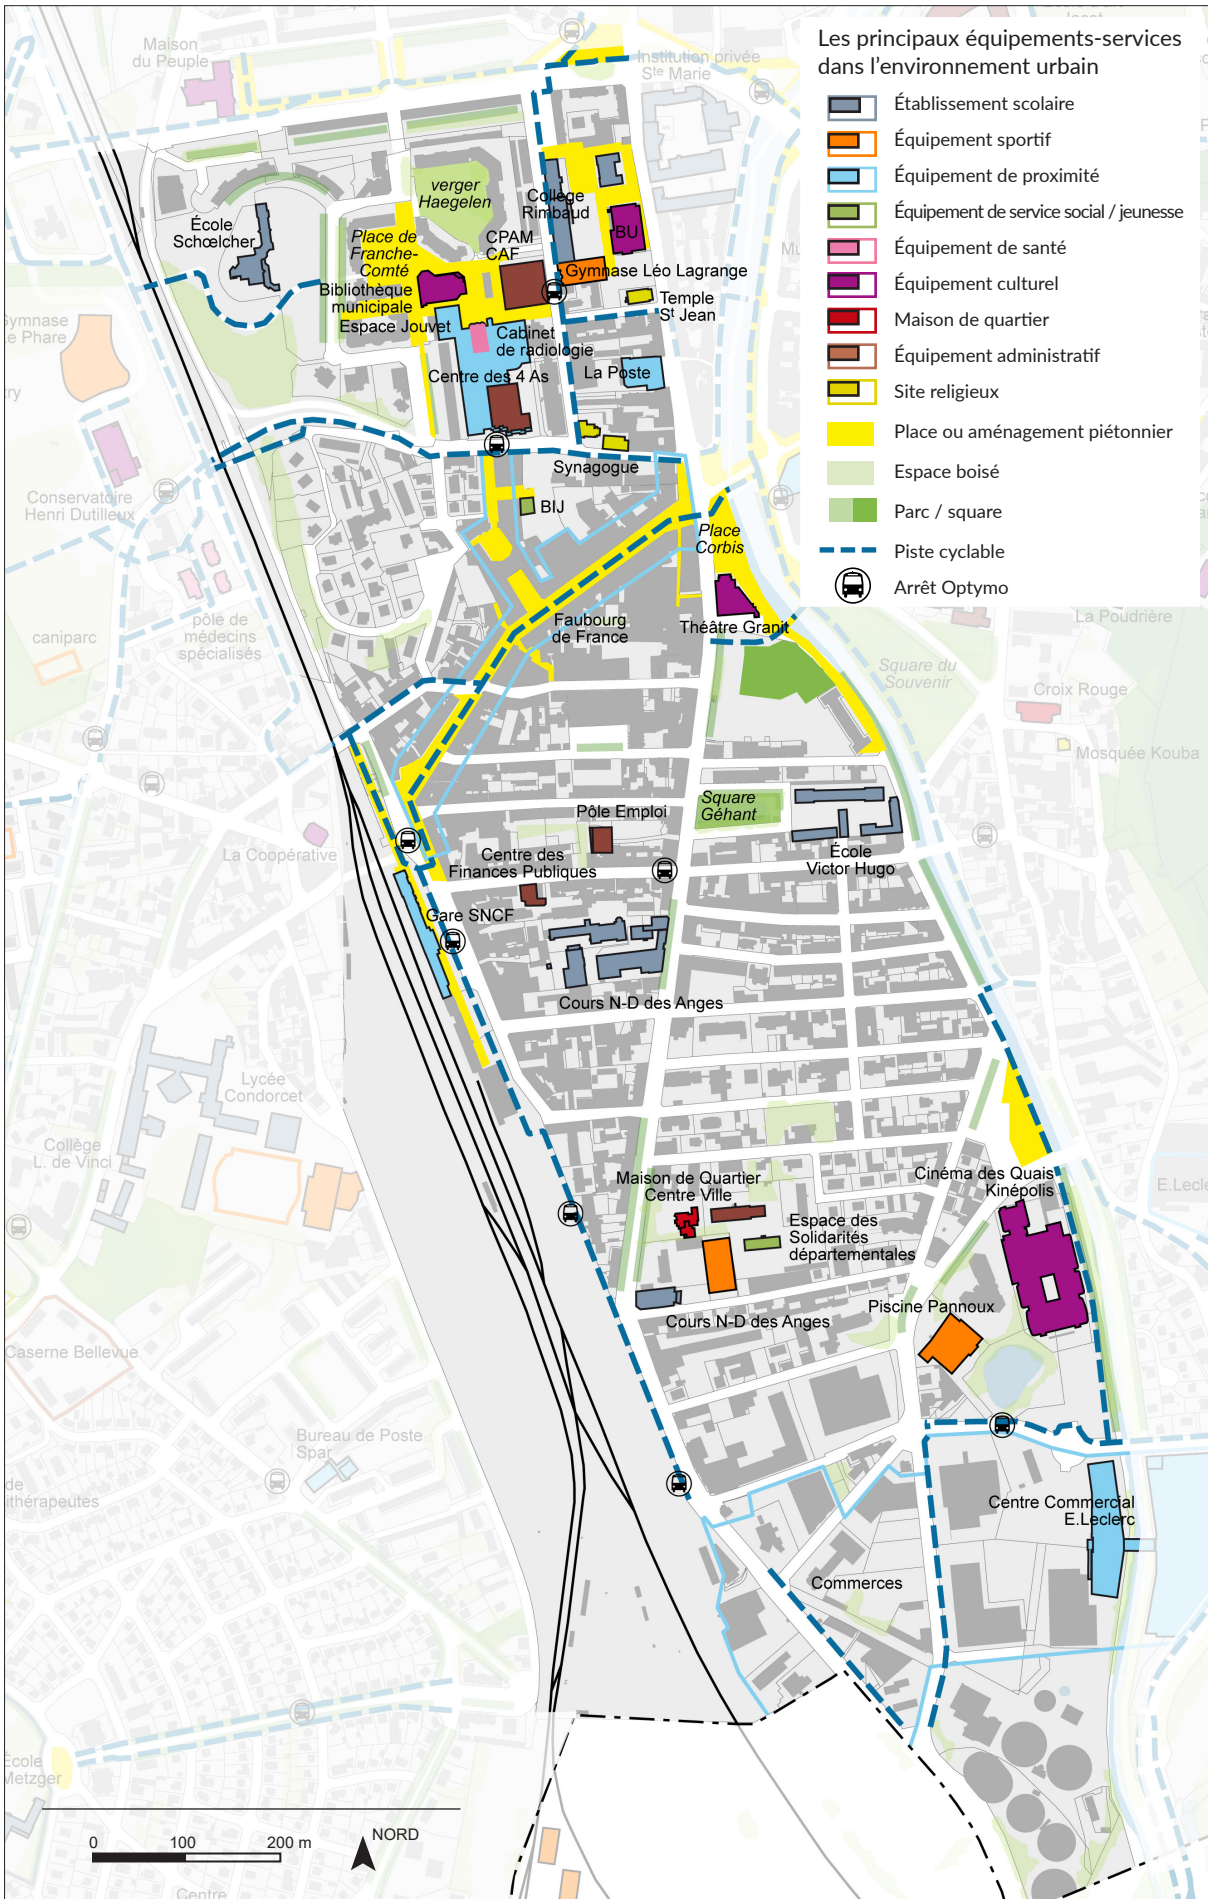 Les principaux équipements-services
dans l'environnement urbain
Établissement scolaire
Équipement sportif
Équipement de proximité
Équipement de service social / jeunesse
Équipement de santé
Équipement culturel
Maison de quartier
Équipement administratif
Site religieux
Place ou aménagement piétonnier
Espace boisé
Parc / square
Piste cyclable
Arrêt Optymo
Maison
du Peuple
Institution privée
Ste Marie
verger
Haegelen
Collège
Rimbaud
École
Schœlcher
Place de
Franche-
Comté
CPAM
CAF
BU
Gymnase Léo Lagrange
Bibliothèque
municipale
Temple
St Jean
Espace Jouvet
Cabinet
de radiologie
Gymnase
Le Phare
Centre des 4 As
La Poste
Synagogue
Conservatoire
Henri Dutilleux
BIJ
Place
Corbis
Faubourg
de France
Théâtre Granit
La Poudrière
caniparc
pôle de
médecins
spécialisés
Square du
Souvenir
Croix Rouge
Mosquée Kouba
Pôle Emploi
Square
Géhant
La Coopérative
Centre des
Finances Publiques
École
Victor Hugo
Gare SNCF
Cours N-D des Anges
Lycée
Condorcet
Collège
L. de Vinci
Maison de Quartier
Centre Ville
Cinéma des Quais
Kinépolis
E.Lecle
Espace des
Solidarités
départementales
Piscine Pannoux
Cours N-D des Anges
Caserne Bellevue
Bureau de Poste
Spar
de
ithérapeutes
Centre Commercial
E.Leclerc
Commerces
École
Metzger
0 100 200 m
NORD
Centre